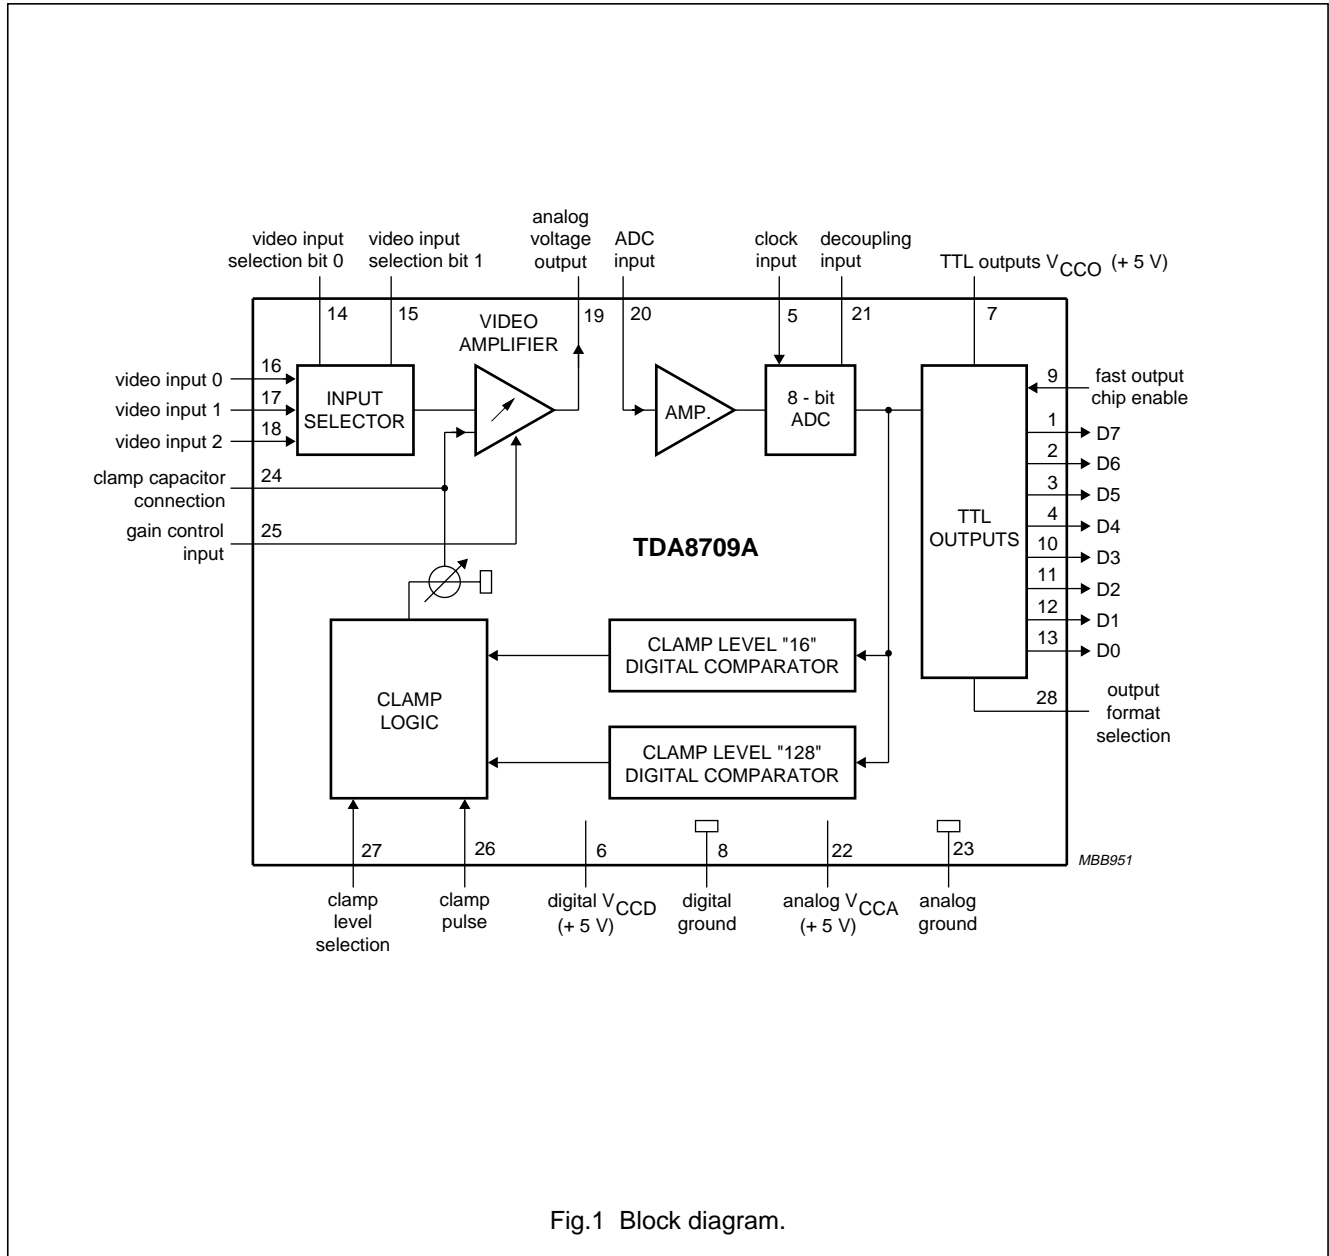 analog
voltage
output
video input
selection bit 0
video input
selection bit 1
ADC
input
clock
input
decoupling
input
TTL outputs VCCO (+ 5 V)
14
15
19
20
5
21
7
VIDEO
AMPLIFIER
video input 0
16
video input 1
17
video input 2
18
INPUT
SELECTOR
AMP.
8 - bit
ADC
9
fast output
chip enable
1
D7
2
D6
3
D5
4
D4
10
D3
11
D2
12
D1
13
D0
TTL
OUTPUTS
clamp capacitor
connection
24
gain control
input
25
TDA8709A
CLAMP
LOGIC
CLAMP LEVEL "16"
DIGITAL COMPARATOR
CLAMP LEVEL "128"
DIGITAL COMPARATOR
28
output
format
selection
27
26
6
8
22
23
MBB951
clamp
level
selection
clamp
pulse
digital VCCD
(+ 5 V)
digital
ground
analog VCCA
(+ 5 V)
analog
ground
Fig.1 Block diagram.